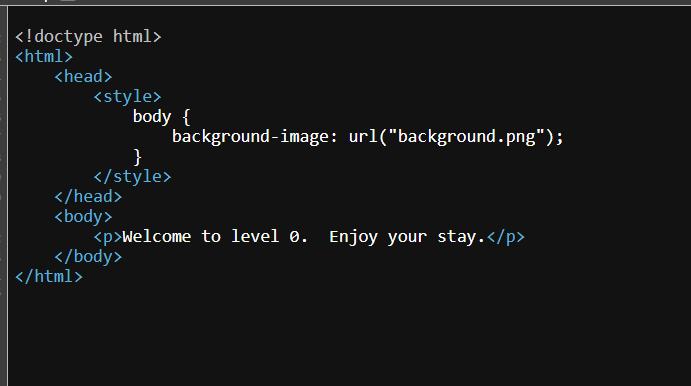 <!doctype html>
<html>
    <head>
        <style>
            body {
                background-image: url("background.png");
            }
        </style>
    </head>
    <body>
        <p>Welcome to level 0.  Enjoy your stay.</p>
    </body>
</html>